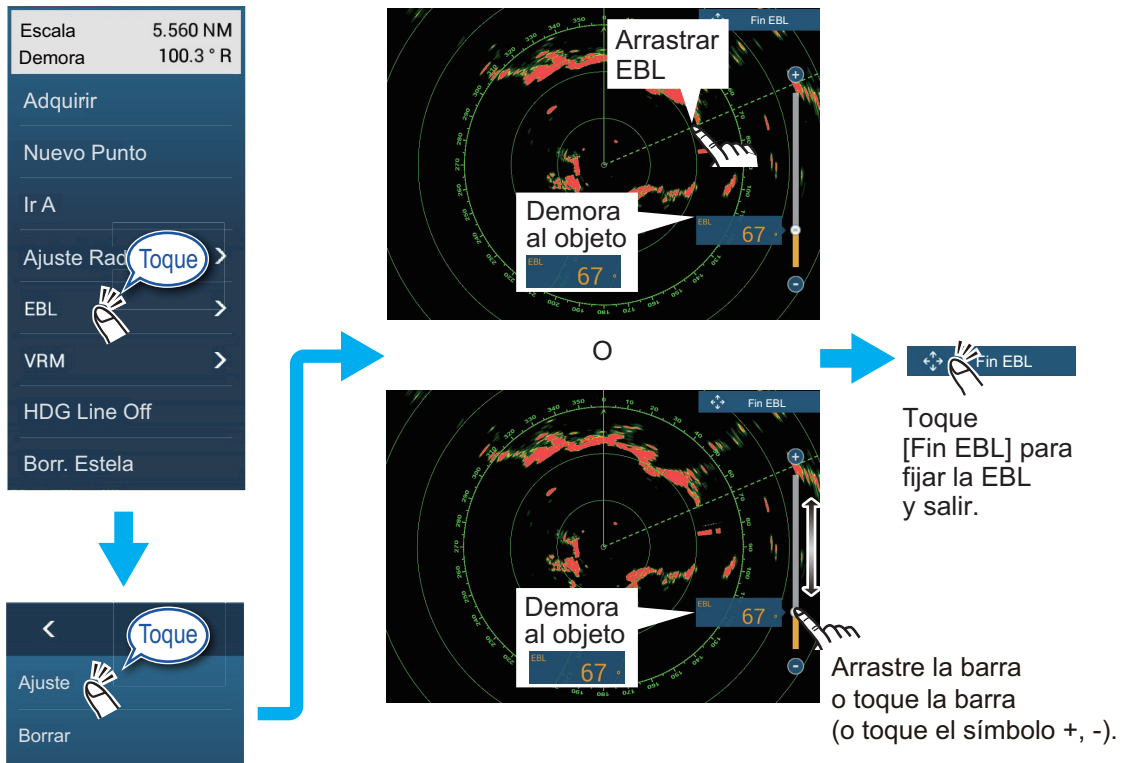 Escala 5.560 NM
Demora 100.3 ° R
Adquirir
Nuevo Punto
Ir A
Ajuste Rad
Toque
EBL
VRM
HDG Line Off
Borr. Estela
Toque
Ajuste
Borrar
Fin EBL
Arrastrar
EBL
Demora
al objeto
EBL
67 °
EBL
67 °
O
Fin EBL
Demora
al objeto
EBL
67 °
EBL
67 °
Arrastre la barra
o toque la barra
(o toque el símbolo +, -).
Fin EBL
Toque
[Fin EBL] para
fijar la EBL
y salir.